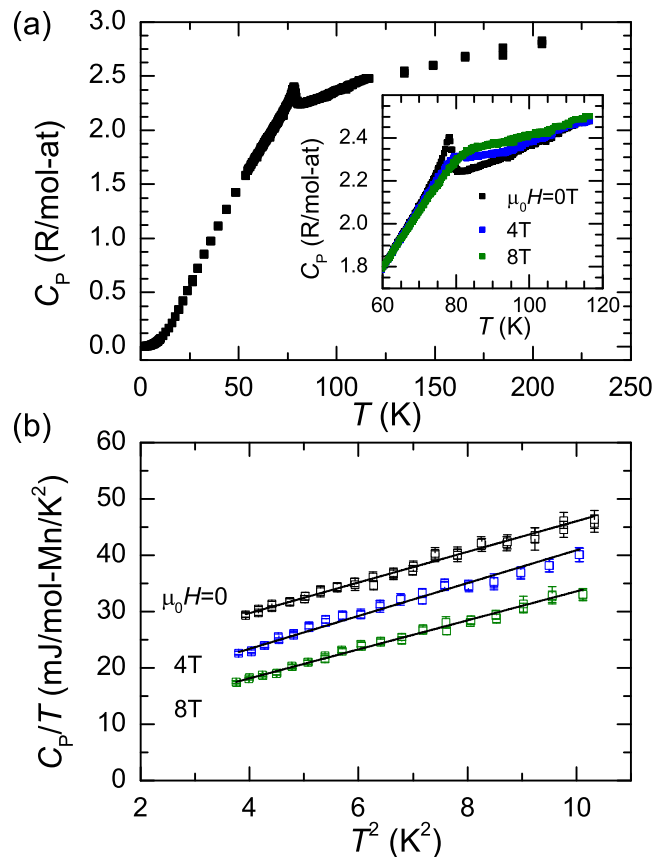 (a)
3.0
2.5
2.0
1.5
1.0
0.5
0.0
C_P (R/mol-at)
0 50 100 150 200 250
T (K)
2.4
2.2
2.0
1.8
C_P (R/mol-at)
60 80 100 120
T (K)
μ₀H=0T
4T
8T
(b)
60
50
40
30
20
10
0
C_P/T (mJ/mol-Mn/K²)
μ₀H=0
4T
8T
2 4 6 8 10
T² (K²)